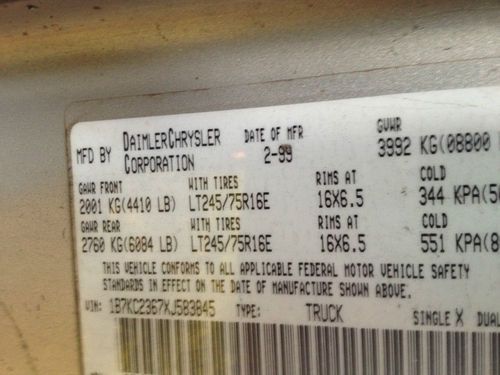 MFD BY DAIMLERCHRYSLER CORPORATION DATE OF MFR 2-99 GVWR 3992 KG(08800
GAWR FRONT WITH TIRES RIMS AT COLD
2001 KG(4410 LB) LT245/75R16E 16X6.5 344 KPA(5
GAWR REAR WITH TIRES RIMS AT COLD
2760 KG(6084 LB) LT245/75R16E 16X6.5 551 KPA(8
THIS VEHICLE CONFORMS TO ALL APPLICABLE FEDERAL MOTOR VEHICLE SAFETY
STANDARDS IN EFFECT ON THE DATE OF MANUFACTURE SHOWN ABOVE.
VIN: 1B7KC2367XJ583845 TYPE: TRUCK SINGLE X DUAL